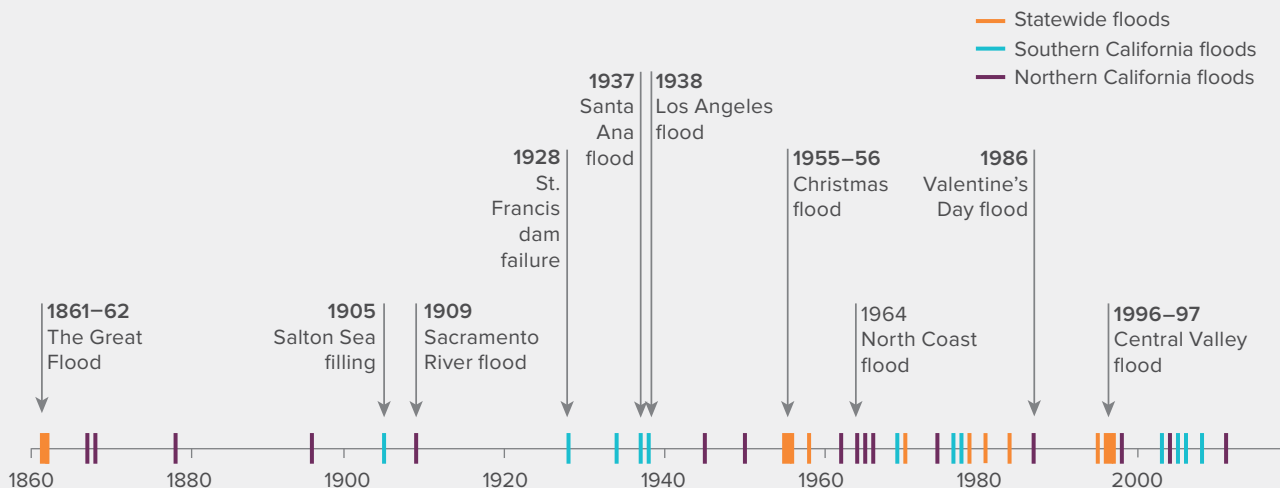 Statewide floods
Southern California floods
Northern California floods
1937
Santa
Ana
flood
1938
Los Angeles
flood
1928
St.
Francis
dam
failure
1955–56
Christmas
flood
1986
Valentine's
Day flood
1861–62
The Great
Flood
1905
Salton Sea
filling
1909
Sacramento
River flood
1964
North Coast
flood
1996–97
Central Valley
flood
1860
1880
1900
1920
1940
1960
1980
2000